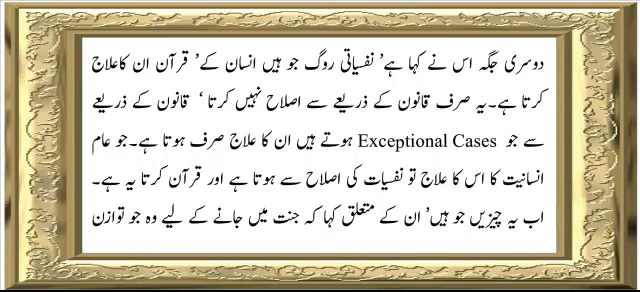 دوسری جگہ اس نے کہا ہے' نفسیاتی روگ جو ہیں انسان کے' قرآن ان کا علاج
کرتا ہے۔ یہ صرف قانون کے ذریعے سے اصلاح نہیں کرتا ' قانون کے ذریعے
سے جو Exceptional Cases ہوتے ہیں ان کا علاج صرف ہوتا ہے۔ جو عام
انسانیت کا اس کا علاج تو نفسیات کی اصلاح سے ہوتا ہے اور قرآن کرتا یہ ہے۔
اب یہ چیزیں جو ہیں' ان کے متعلق کہا کہ جنت میں جانے کے لیے وہ جو توازن